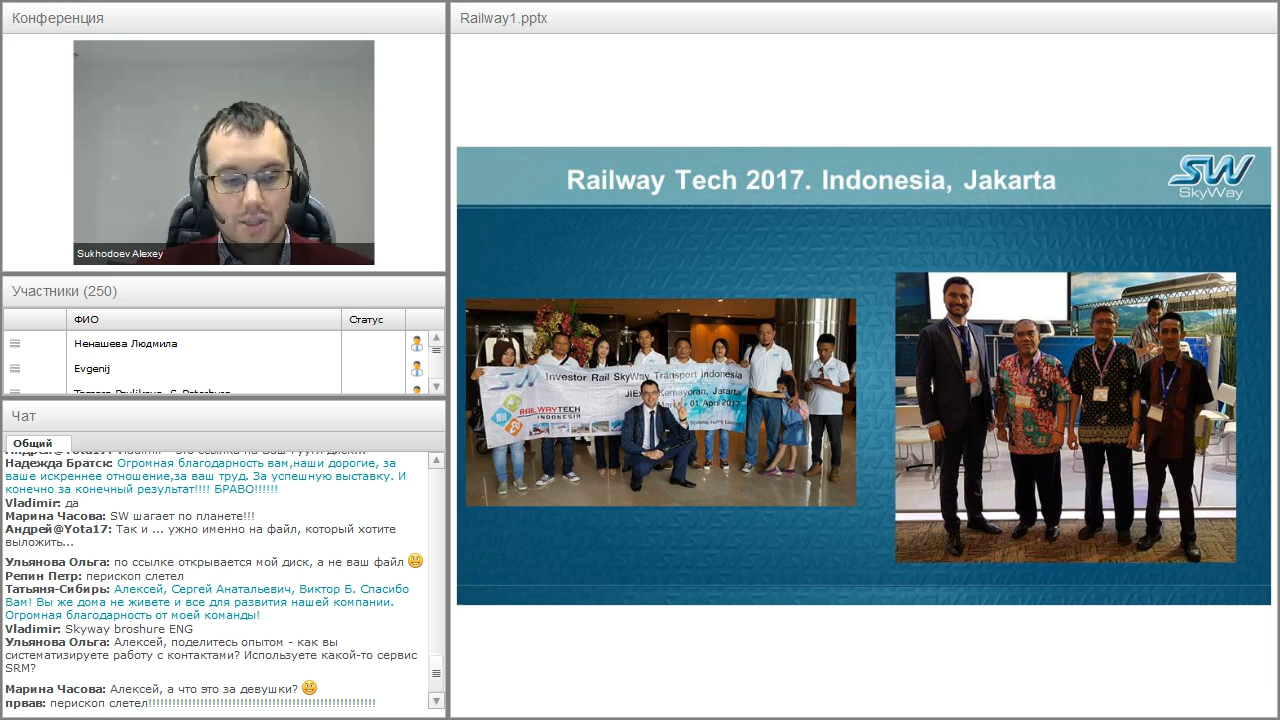 Конференция
Sukhodoev Alexey
Участники (250)
ФИО
Статус
Ненашева Людмила
Evgenij
Чат
Общий
Надежда Братск: Огромная благодарность вам,наши дорогие, за
ваше искреннее отношение,за ваш труд. За успешную выставку. И
конечно за конечный результат!!!! БРАВО!!!!!!
Vladimir: да
Марина Часова: SW шагает по планете!!!
Андрей@Yota17: Так и ... ужно именно на файл, который хотите
выложить...
Ульянова Ольга: по ссылке открывается мой диск, а не ваш файл
Репин Петр: перископ слетел
Татьяна-Сибирь: Алексей, Сергей Анатальевич, Виктор Б. Спасибо
Вам! Вы же дома не живете и все для развития нашей компании.
Огромная благодарность от моей команды!
Vladimir: Skyway broshure ENG
Ульянова Ольга: Алексей, поделитесь опытом - как вы
систематизируете работу с контактами? Используете какой-то сервис
SRM?
Марина Часова: Алексей, а что это за девушки?
првав: перископ слетел!!!!!!!!!!!!!!!!!!!!!!!!!!!!!!!!!!!!!!!!!!!!!!!!!!!!!!!!!
Railway1.pptx
Railway Tech 2017. Indonesia, Jakarta
SW
SkyWay
Investor Rail SkyWay Transport Indonesia
Kemayoran, Jakarta
01 April 2017
RAILWAYTECH
INDONESIA